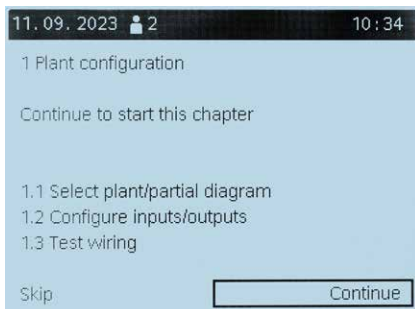 11.09.2023 2 10:34
1 Plant configuration
Continue to start this chapter
1.1 Select plant/partial diagram
1.2 Configure inputs/outputs
1.3 Test wiring
Skip Continue